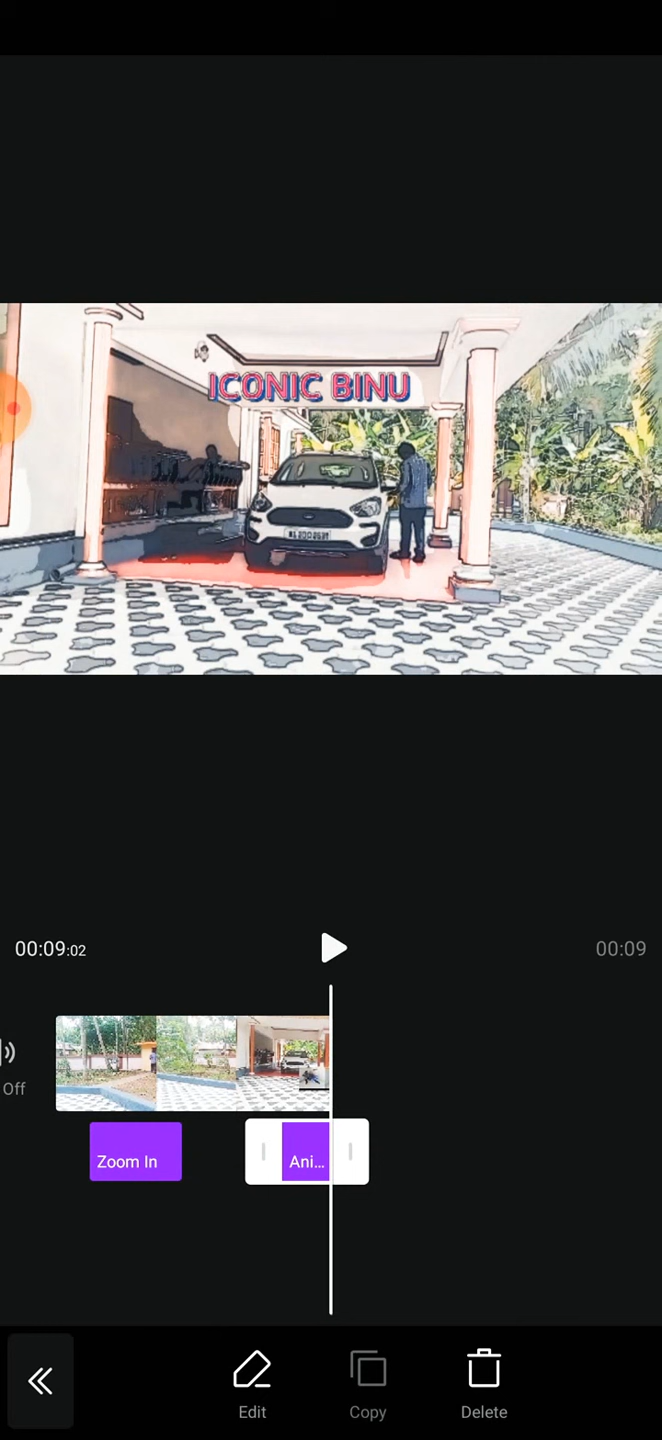 ICONIC BINU
00:09:02
00:09
Off
Zoom In
Ani...
Edit
Copy
Delete